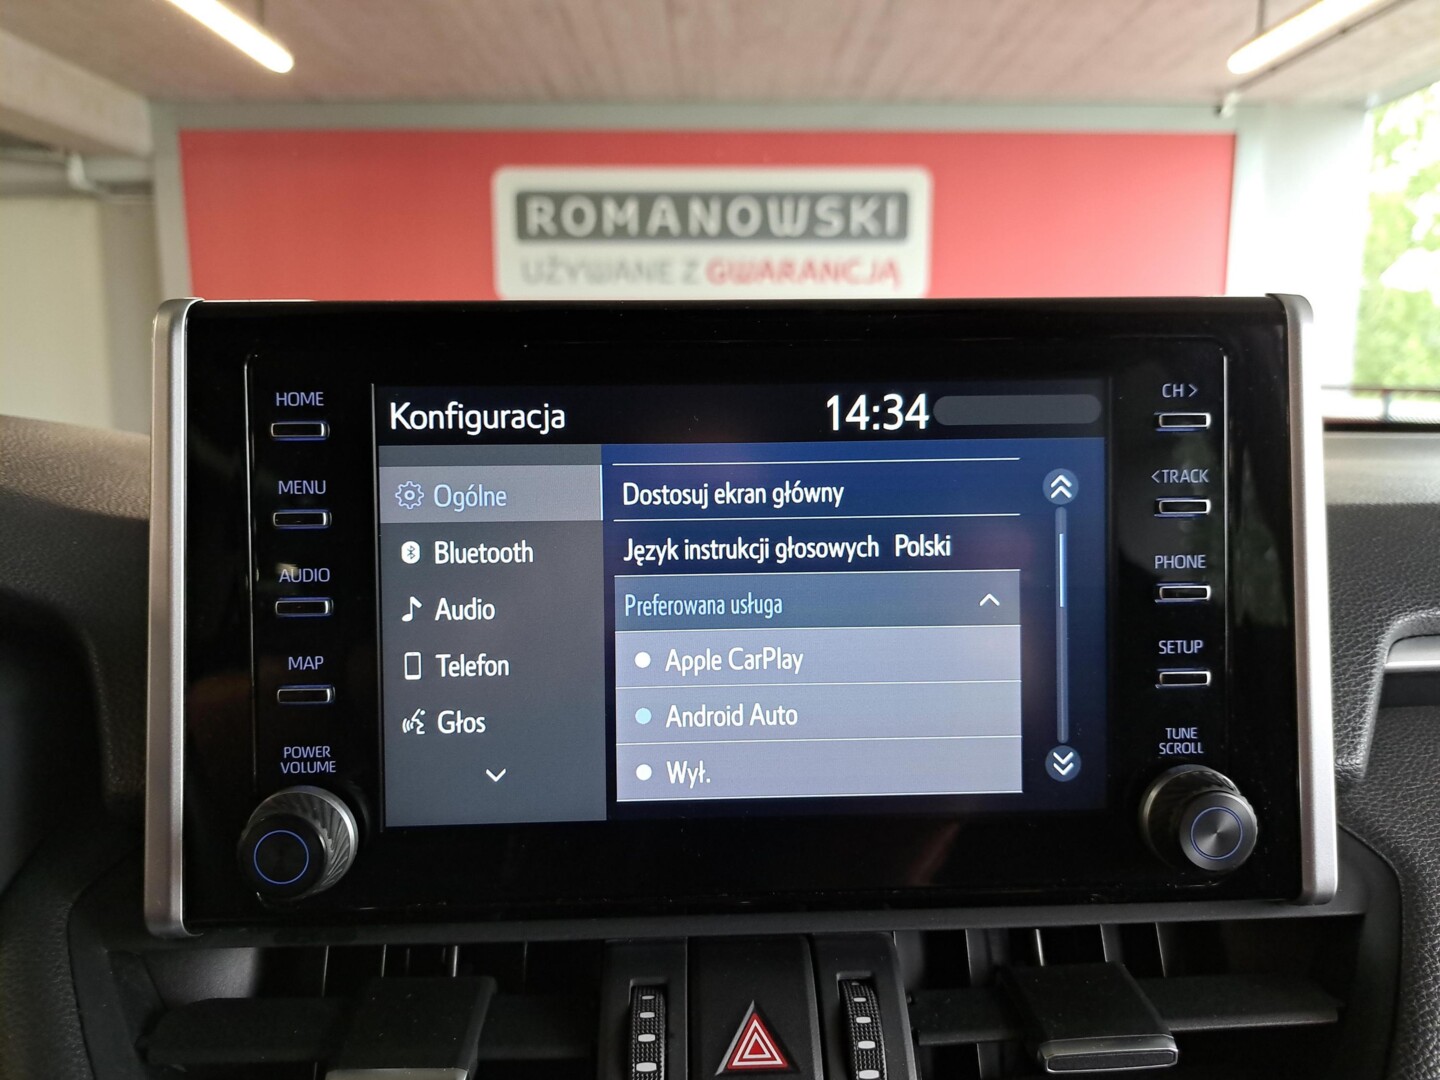 ROMANOWSKI
UŻYWANE Z GWARANCJĄ
HOME
MENU
AUDIO
MAP
POWER
VOLUME
Konfiguracja
14:34
Ogólne
Bluetooth
Audio
Telefon
Głos
Dostosuj ekran główny
Język instrukcji głosowych Polski
Preferowana usługa
Apple CarPlay
Android Auto
Wył.
CH >
<TRACK
PHONE
SETUP
TUNE
SCROLL